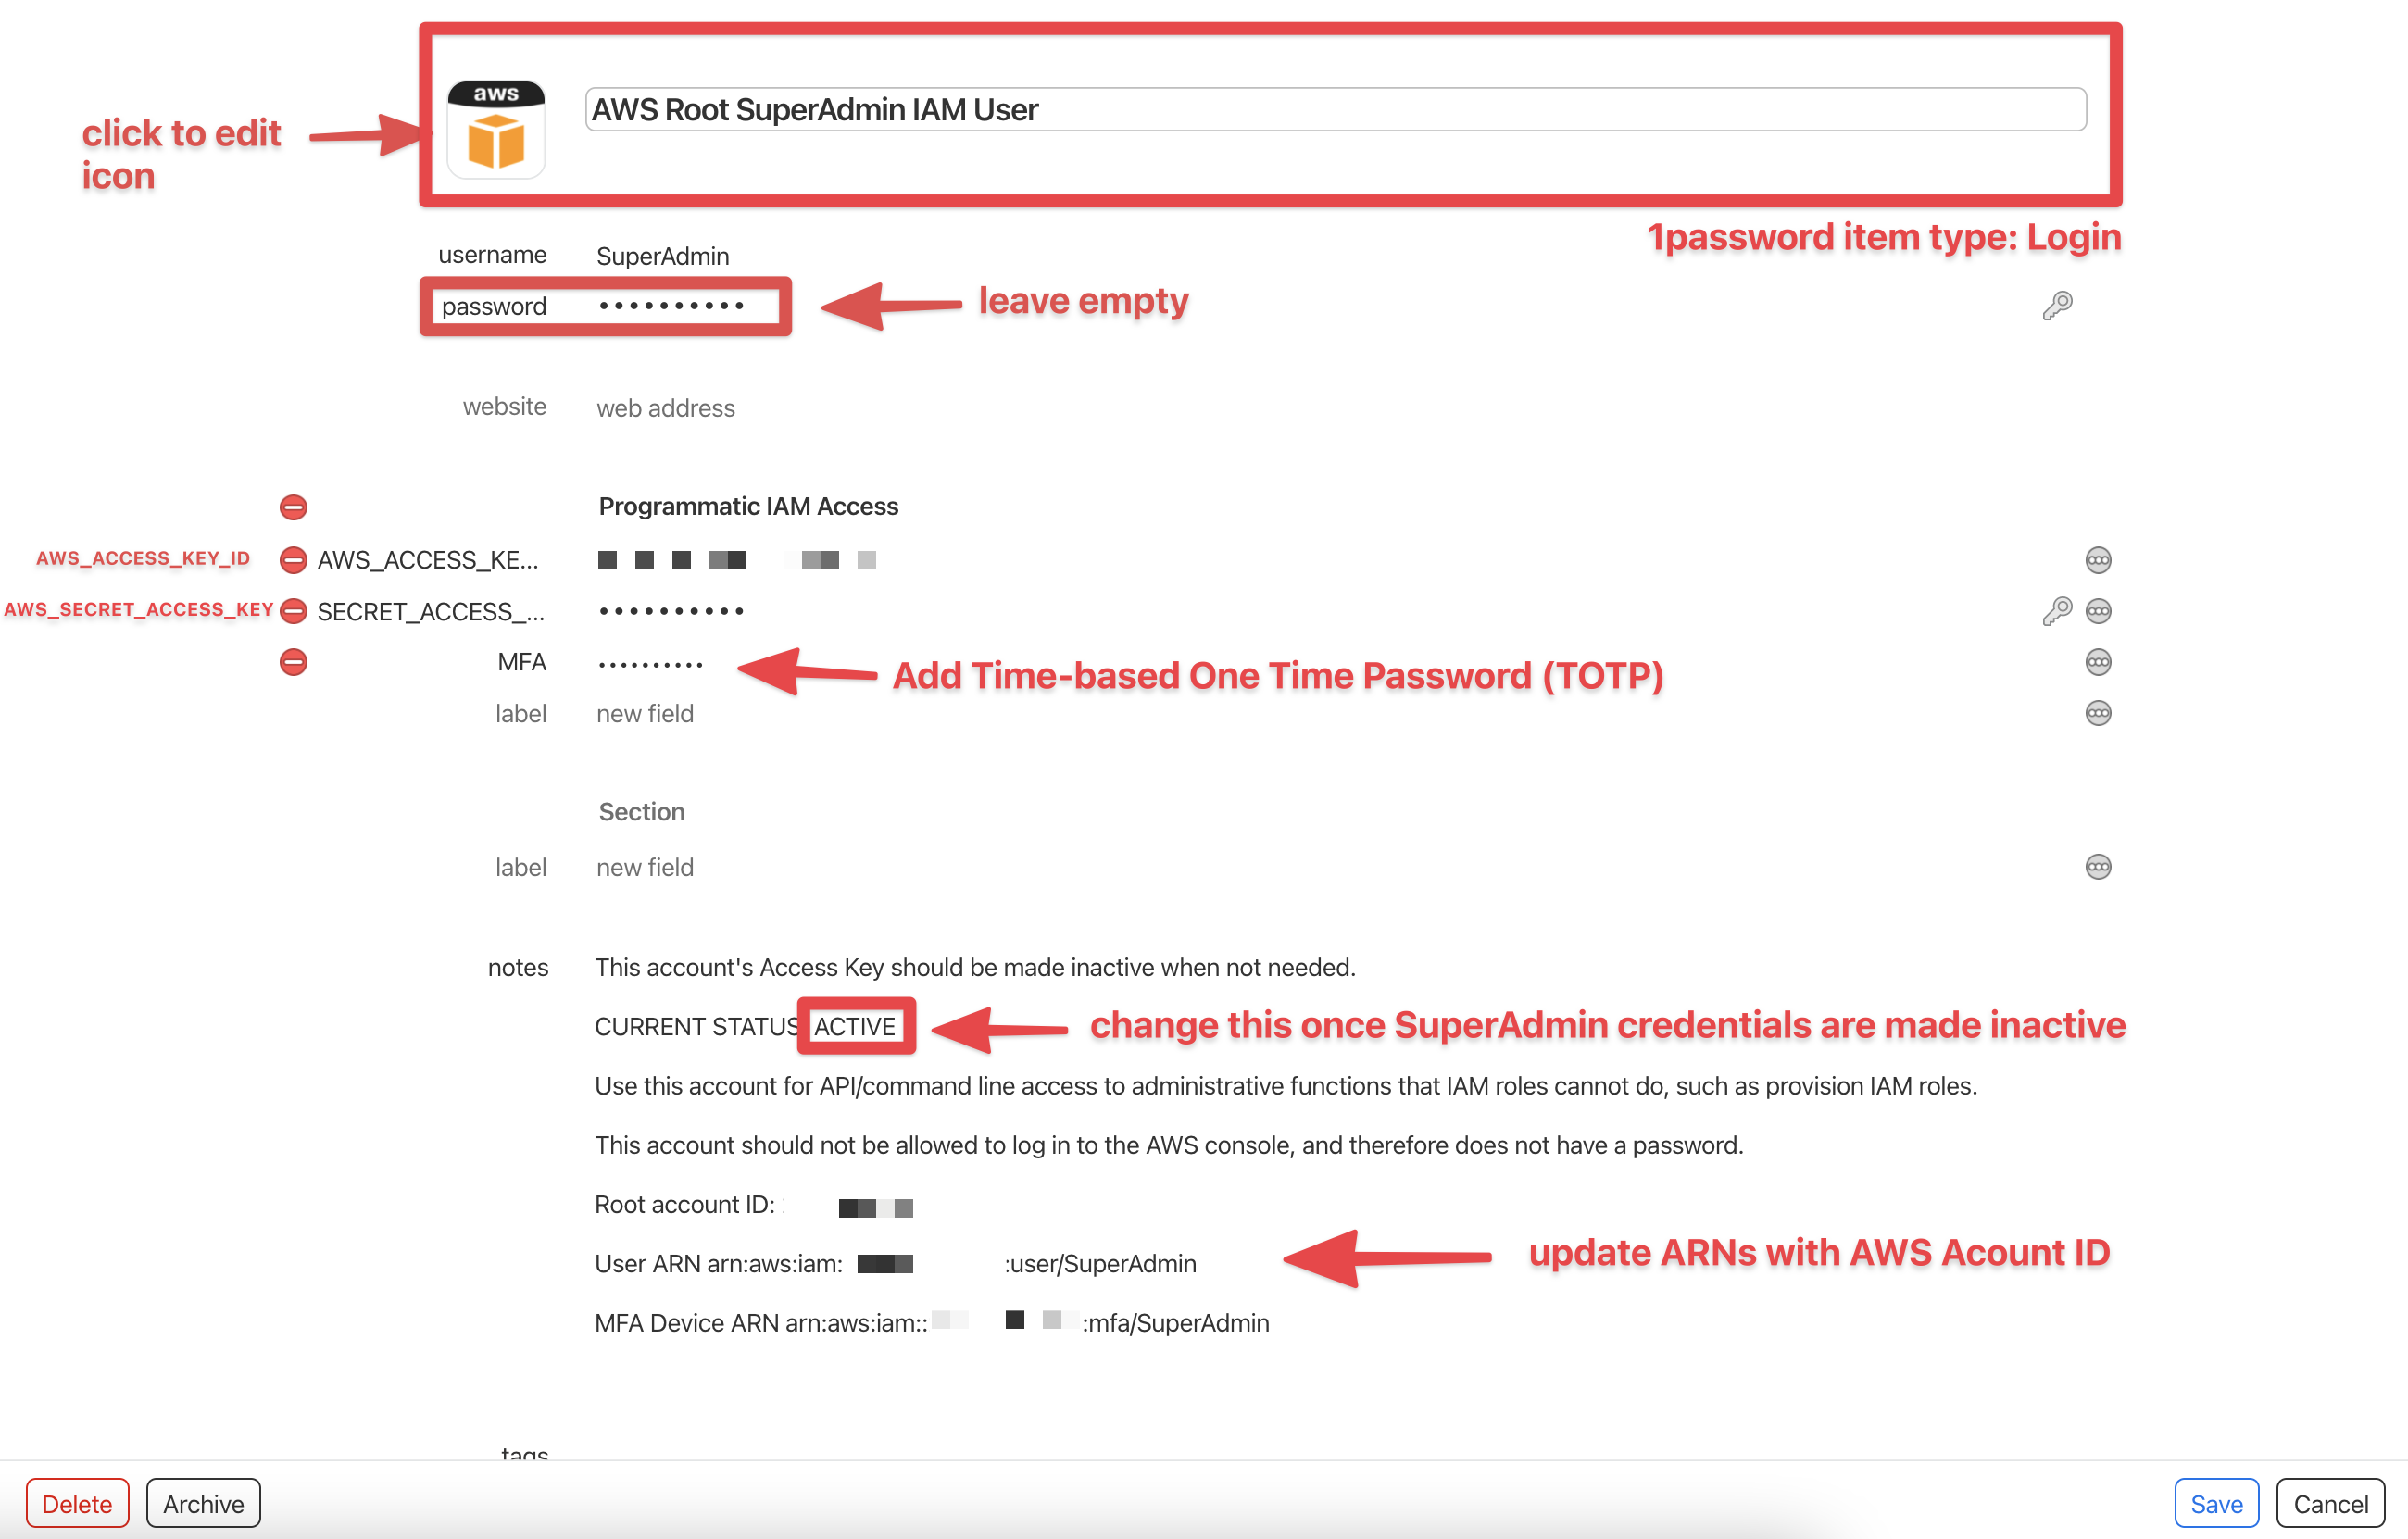 aws
AWS Root SuperAdmin IAM User
click to edit
icon
1password item type: Login
username SuperAdmin
password •••••••••• leave empty
website web address
Programmatic IAM Access
AWS_ACCESS_KEY_ID AWS_ACCESS_KE...
AWS_SECRET_ACCESS_KEY SECRET_ACCESS_... ••••••••••
MFA •••••••••• Add Time-based One Time Password (TOTP)
label new field
Section
label new field
notes This account's Access Key should be made inactive when not needed.
CURRENT STATUS ACTIVE change this once SuperAdmin credentials are made inactive
Use this account for API/command line access to administrative functions that IAM roles cannot do, such as provision IAM roles.
This account should not be allowed to log in to the AWS console, and therefore does not have a password.
Root account ID:
User ARN arn:aws:iam: :user/SuperAdmin update ARNs with AWS Acount ID
MFA Device ARN arn:aws:iam:: :mfa/SuperAdmin
tags
Delete Archive Save Cancel